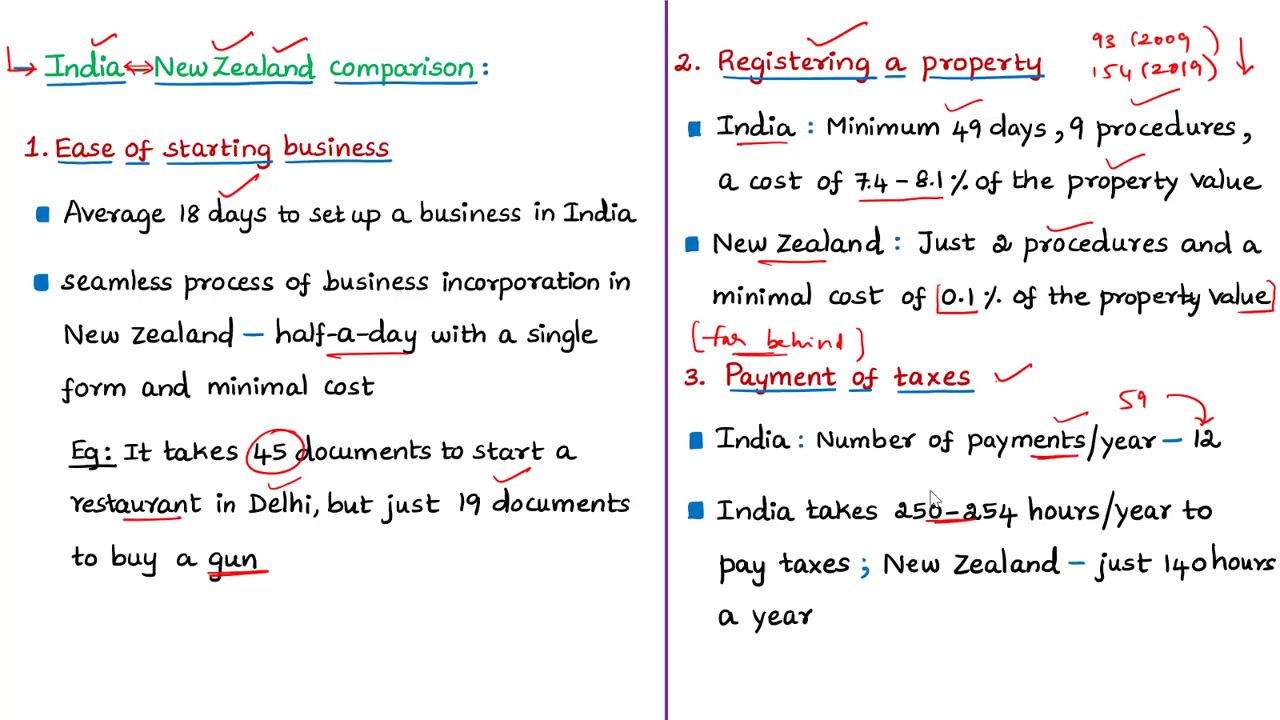 India ⇔ New Zealand comparison :
1. Ease of starting business
Average 18 days to set up a business in India
seamless process of business incorporation in
New Zealand – half-a-day with a single
form and minimal cost
Eg: It takes 45 documents to start a
restaurant in Delhi, but just 19 documents
to buy a gun
2. Registering a property
93 (2009)
154 (2019)
India : Minimum 49 days, 9 procedures,
a cost of 7.4 – 8.1 % of the property value
New Zealand : Just 2 procedures and a
minimal cost of [0.1 % of the property value]
(far behind)
3. Payment of taxes
59
India : Number of payments/year – 12
India takes 250 – 254 hours/year to
pay taxes ; New Zealand – just 140 hours
a year